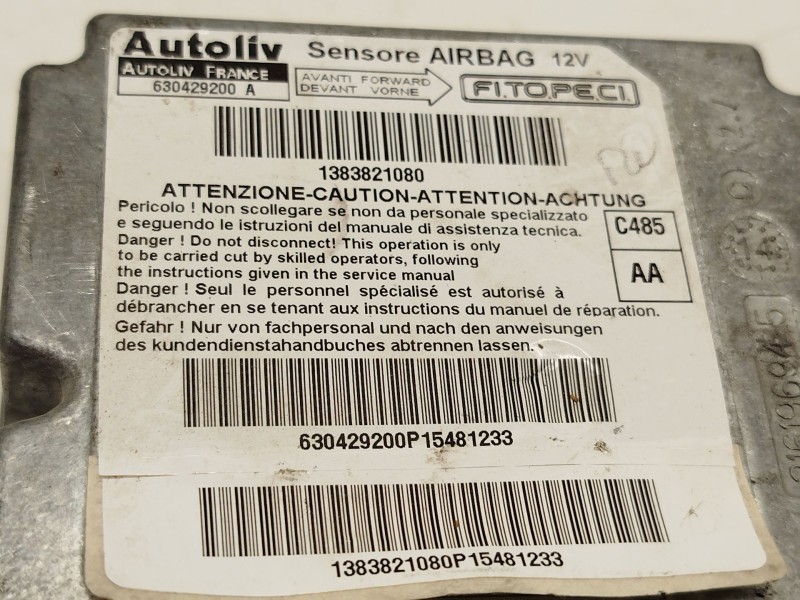 Autoliv Sensore AIRBAG 12V
AUTOLIV FRANCE
630429200 A
AVANTI FORWARD
DEVANT VORNE
FI.TO.PE.CI.
1383821080
ATTENZIONE-CAUTION-ATTENTION-ACHTUNG
Pericolo ! Non scollegare se non da personale specializzato
e seguendo le istruzioni del manuale di assistenza tecnica.
Danger ! Do not disconnect! This operation is only
to be carried cut by skilled operators, following
the instructions given in the service manual
Danger ! Seul le personnel spécialisé est autorisé à
débrancher en se tenant aux instructions du manuel de réparation.
Gefahr ! Nur von fachpersonal und nach den anweisungen
des kundendienstahandbuches abtrennen lassen.
C485
AA
630429200P15481233
1383821080P15481233